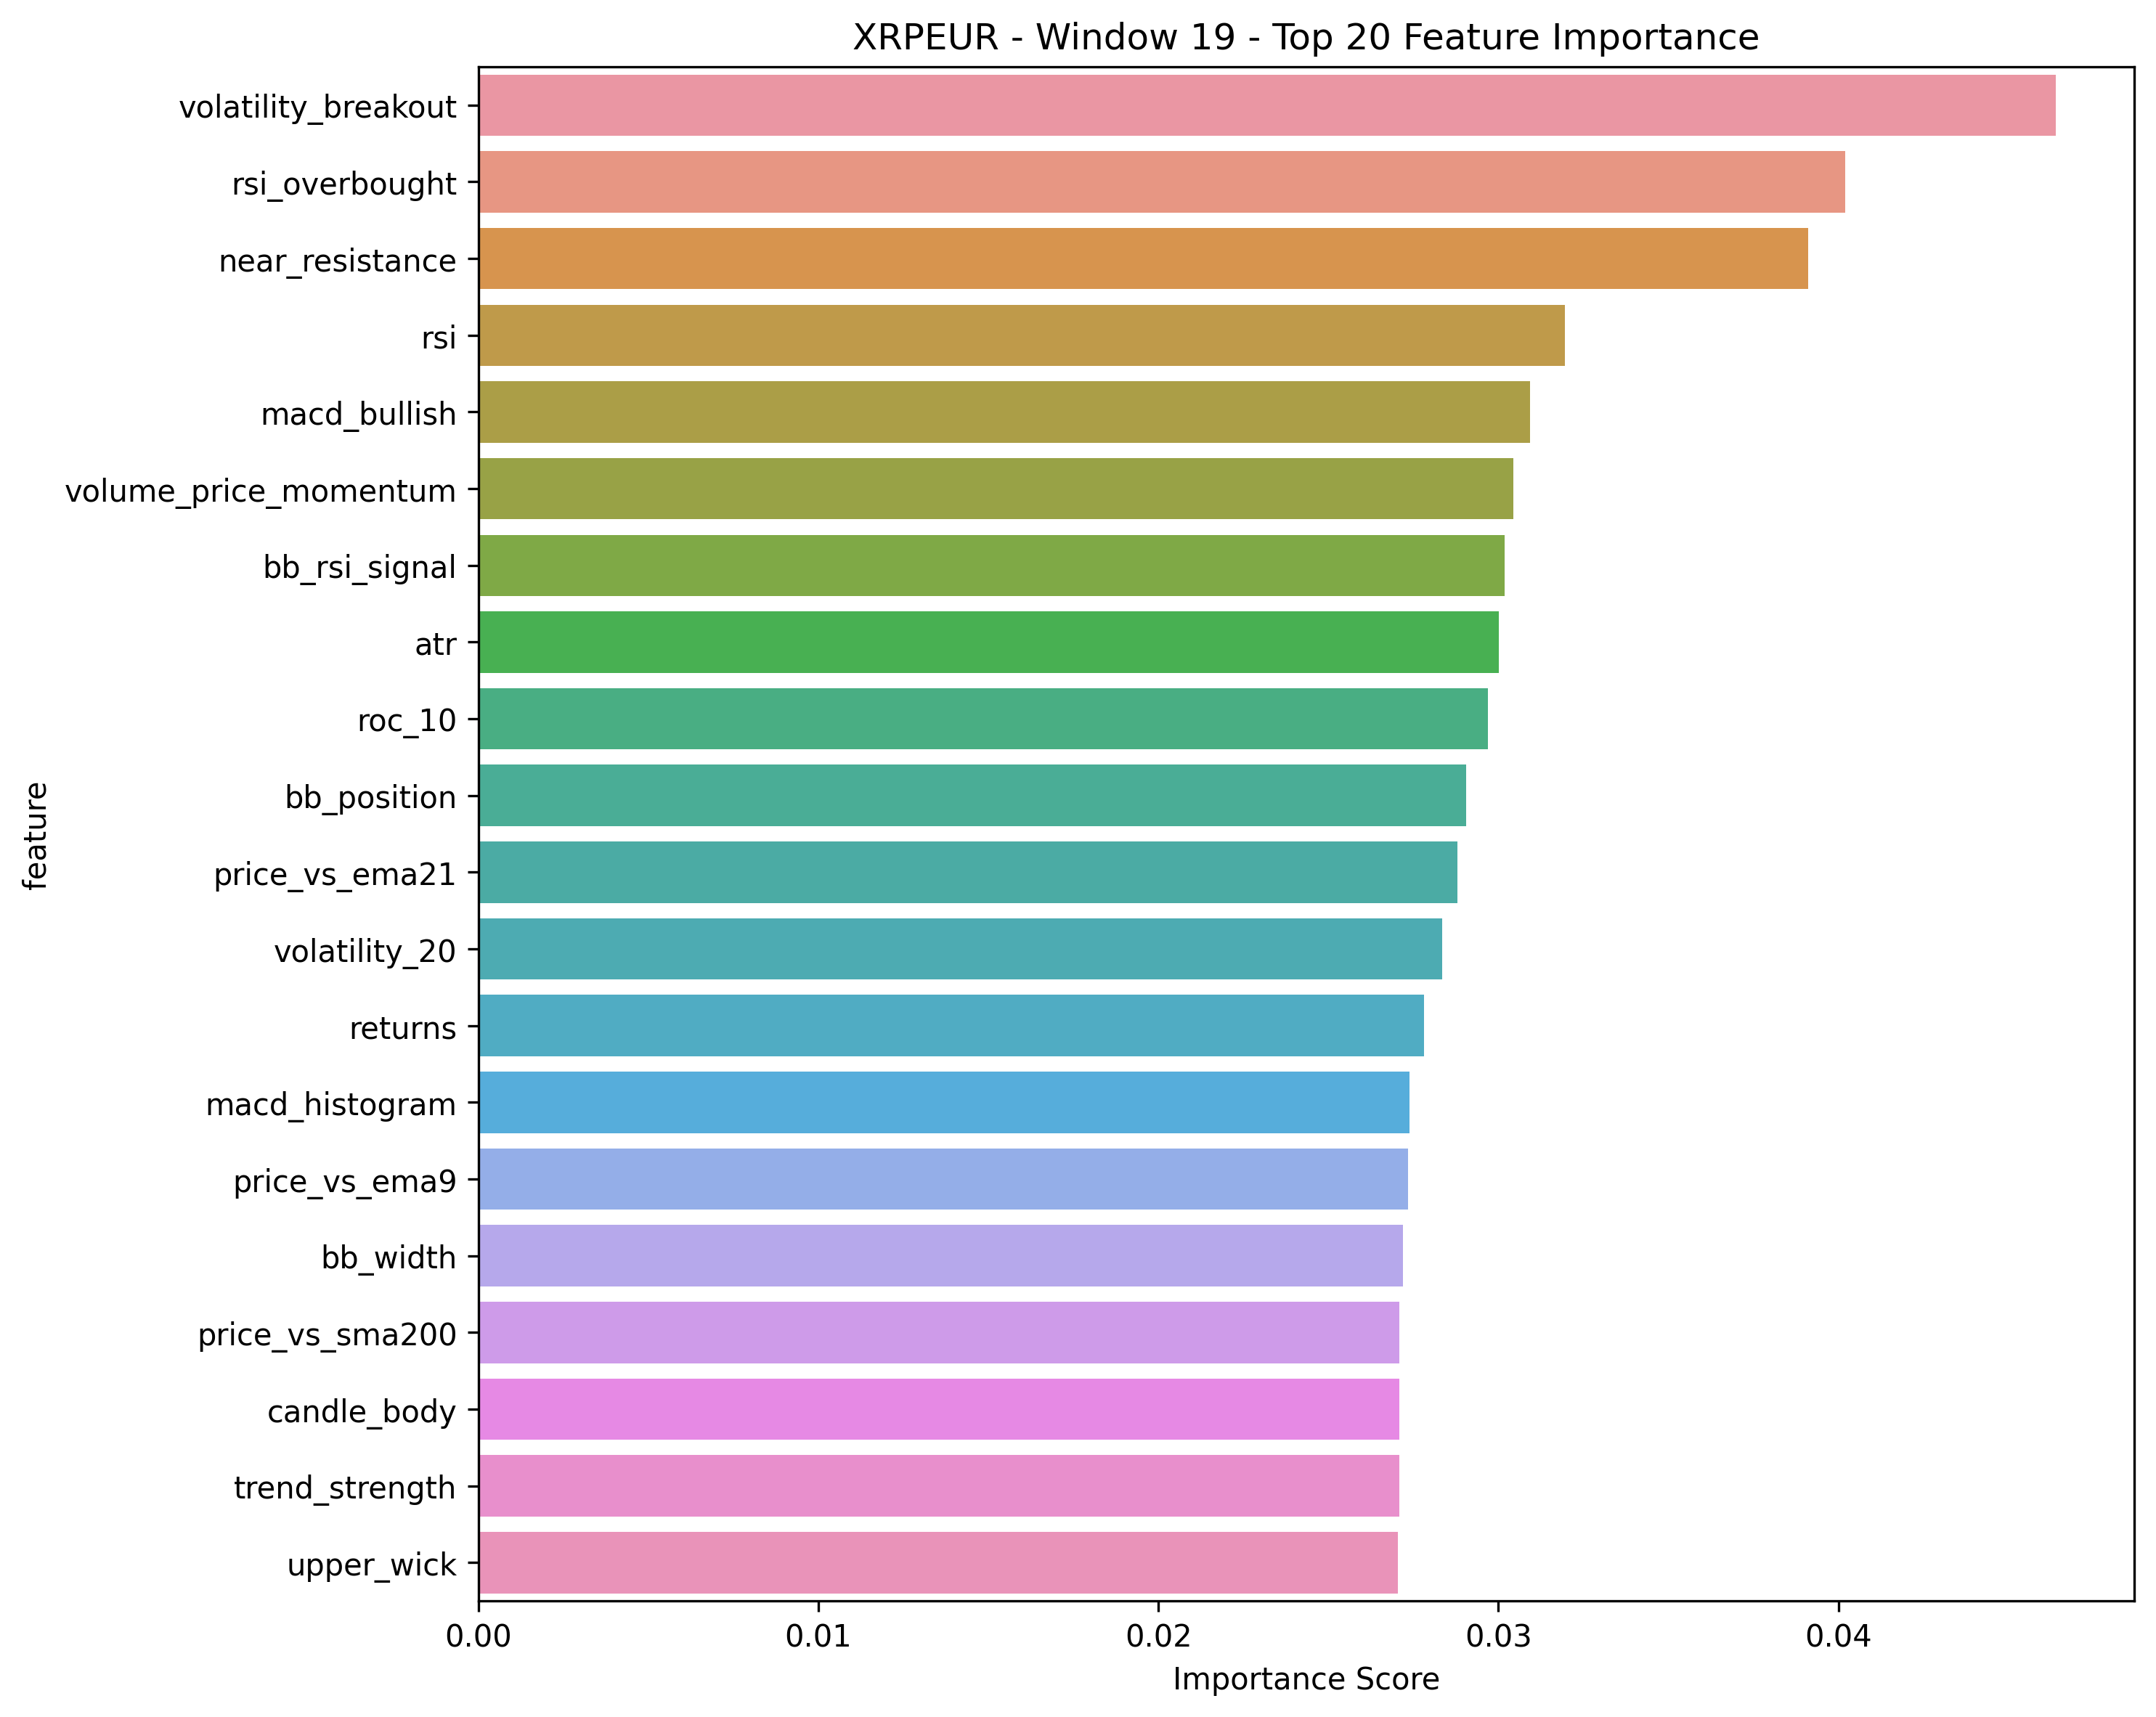 XRPEUR - Window 19 - Top 20 Feature Importance
volatility_breakout
rsi_overbought
near_resistance
rsi
macd_bullish
volume_price_momentum
bb_rsi_signal
atr
roc_10
bb_position
price_vs_ema21
volatility_20
returns
macd_histogram
price_vs_ema9
bb_width
price_vs_sma200
candle_body
trend_strength
upper_wick
feature
0.00 0.01 0.02 0.03 0.04
Importance Score